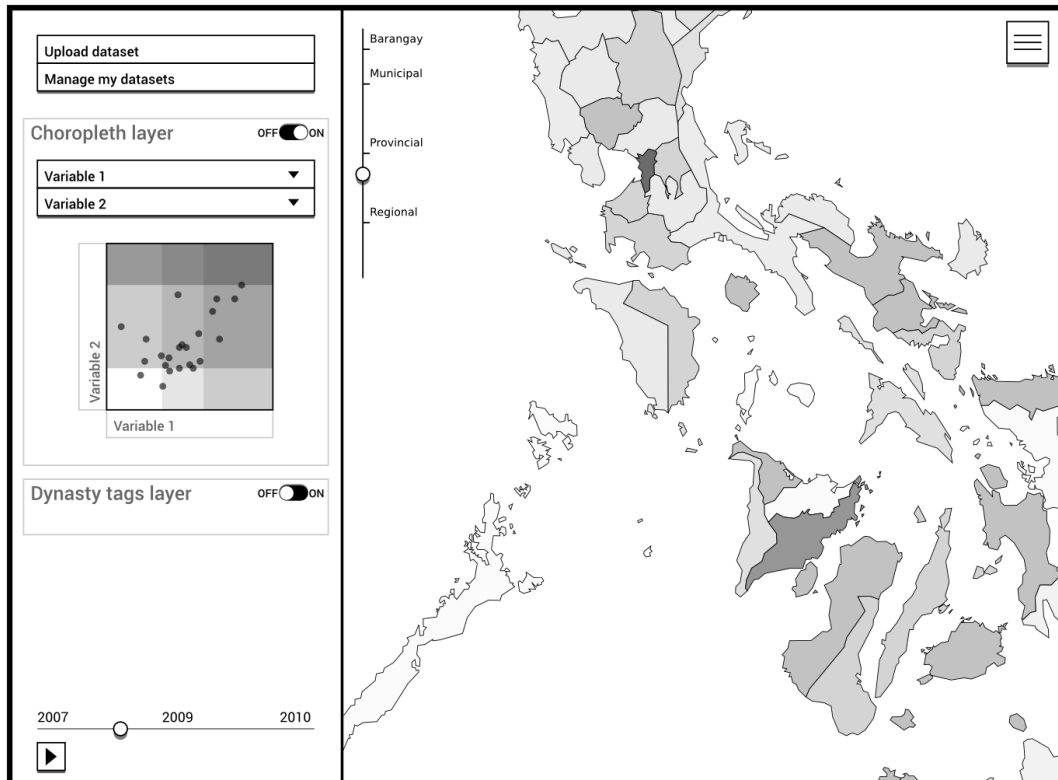 Upload dataset
Manage my datasets
Choropleth layer
OFF ON
Variable 1
Variable 2
Variable 2
Variable 1
Dynasty tags layer
OFF ON
2007 2009 2010
Barangay
Municipal
Provincial
Regional